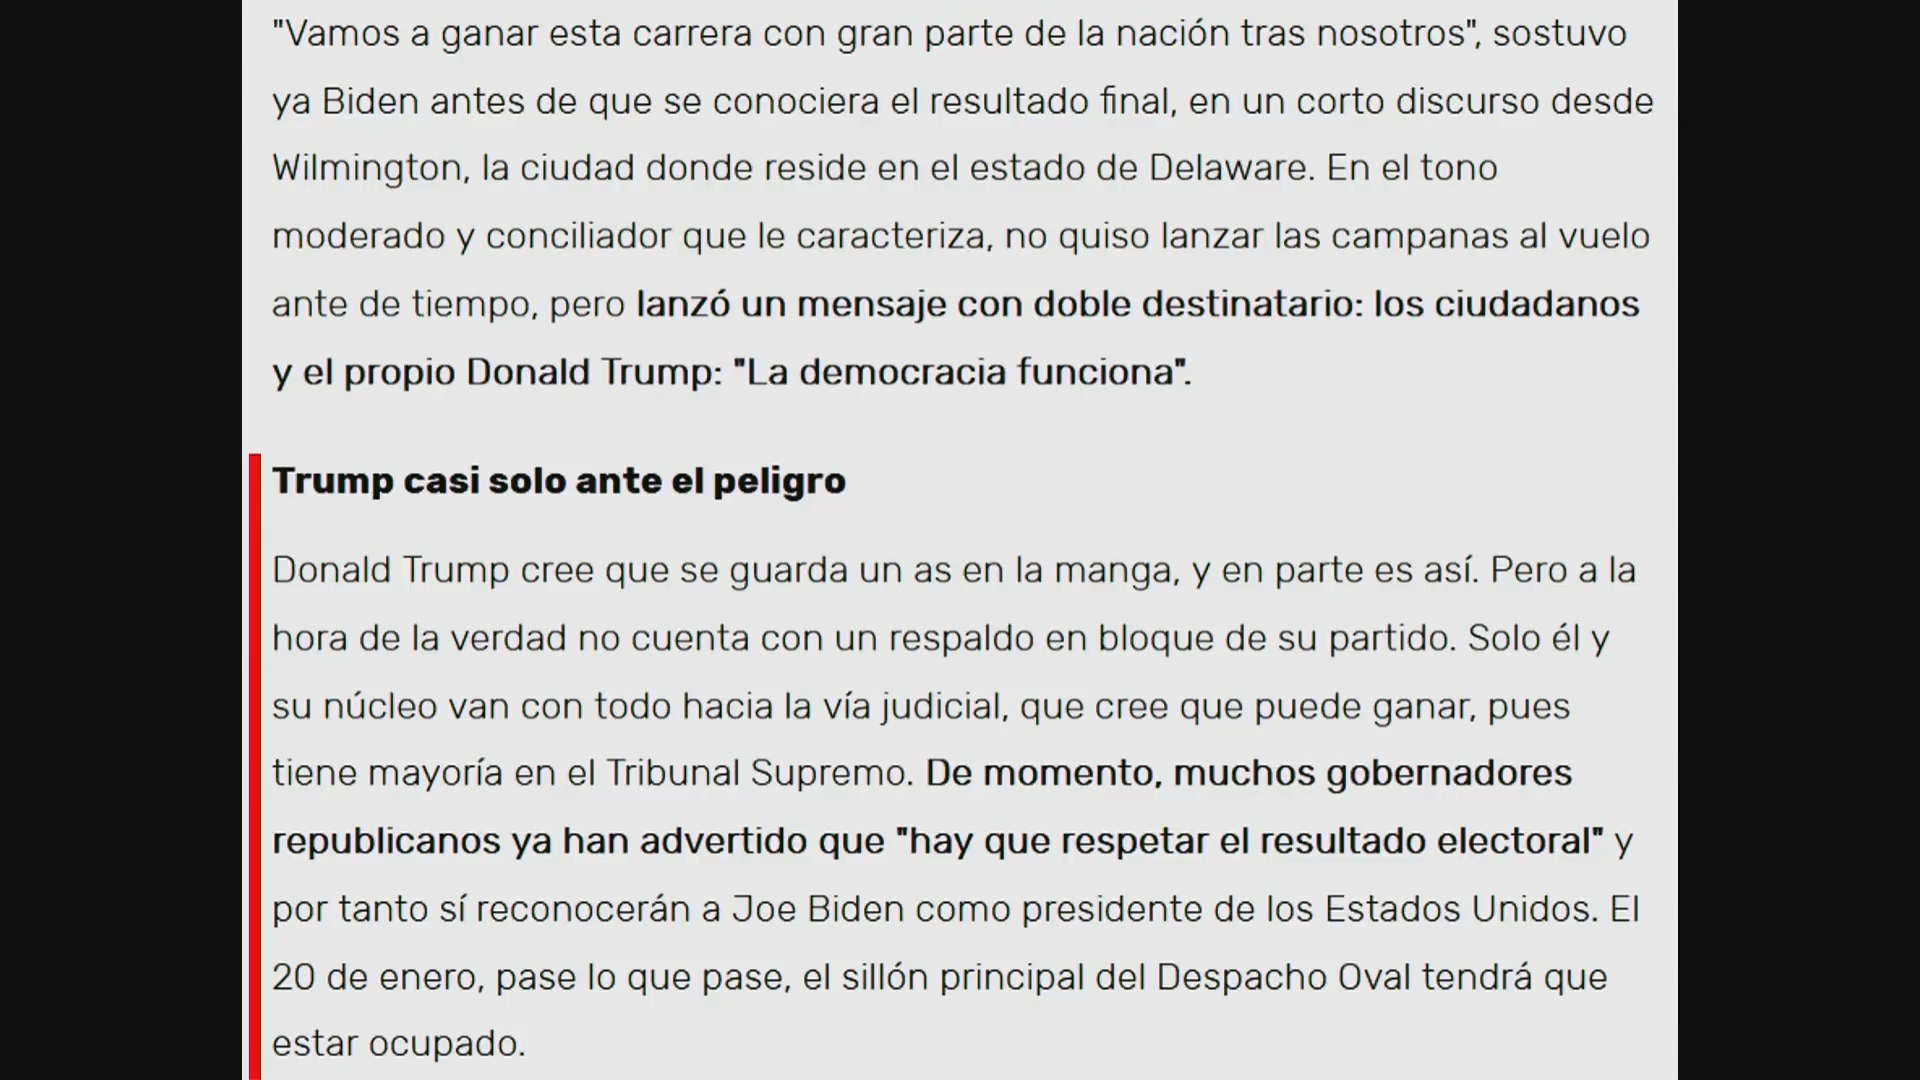 "Vamos a ganar esta carrera con gran parte de la nación tras nosotros", sostuvo
ya Biden antes de que se conociera el resultado final, en un corto discurso desde
Wilmington, la ciudad donde reside en el estado de Delaware. En el tono
moderado y conciliador que le caracteriza, no quiso lanzar las campanas al vuelo
ante de tiempo, pero lanzó un mensaje con doble destinatario: los ciudadanos
y el propio Donald Trump: "La democracia funciona".
Trump casi solo ante el peligro
Donald Trump cree que se guarda un as en la manga, y en parte es así. Pero a la
hora de la verdad no cuenta con un respaldo en bloque de su partido. Solo él y
su núcleo van con todo hacia la vía judicial, que cree que puede ganar, pues
tiene mayoría en el Tribunal Supremo. De momento, muchos gobernadores
republicanos ya han advertido que "hay que respetar el resultado electoral" y
por tanto sí reconocerán a Joe Biden como presidente de los Estados Unidos. El
20 de enero, pase lo que pase, el sillón principal del Despacho Oval tendrá que
estar ocupado.